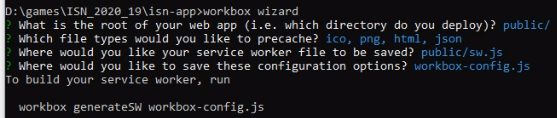 D:\games\ISN_2020_19\isn-app>workbox wizard
? What is the root of your web app (i.e. which directory do you deploy)? public/
? Which file types would you like to precache? ico, png, html, json
? Where would you like your service worker file to be saved? public/sw.js
? Where would you like to save these configuration options? workbox-config.js
To build your service worker, run
workbox generateSW workbox-config.js